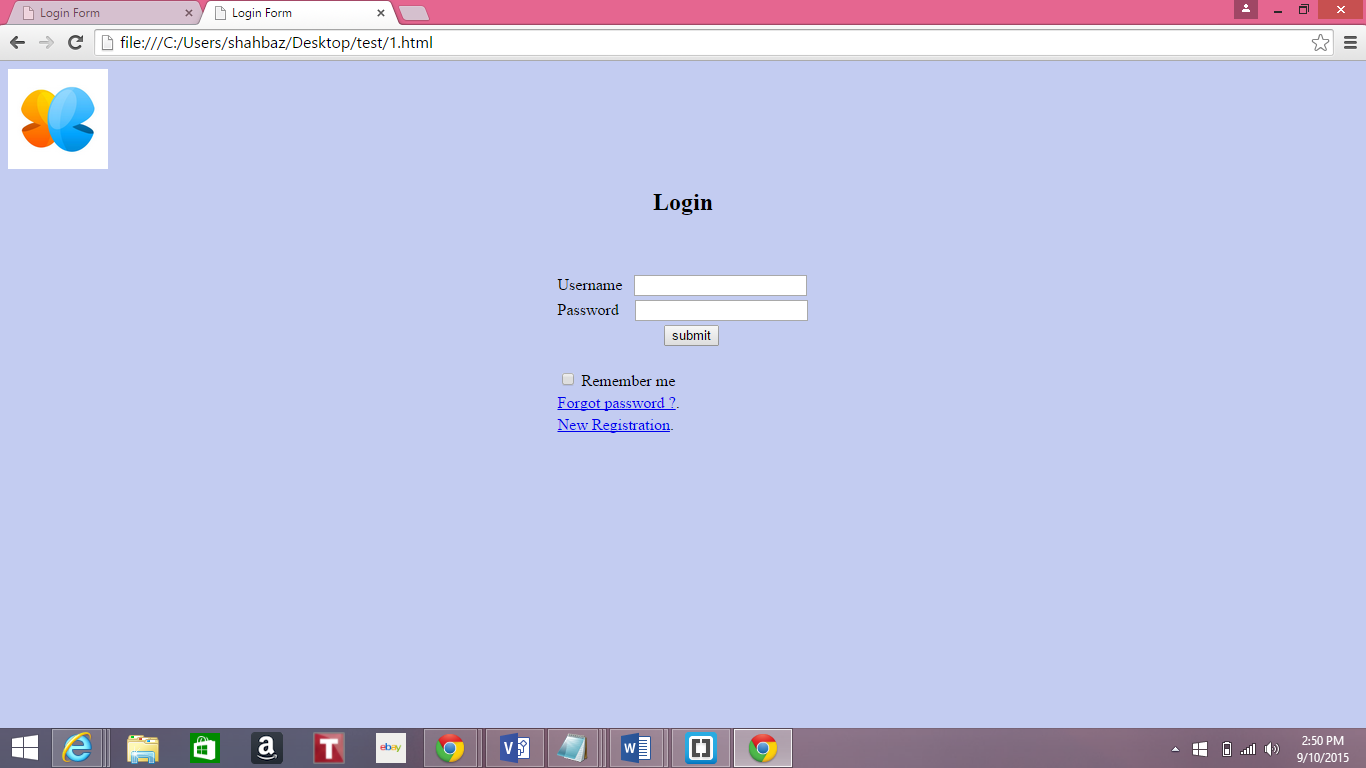 Login Form
Login Form
file:///C:/Users/shahbaz/Desktop/test/1.html
Login
Username
Password
submit
Remember me
Forgot password ?.
New Registration.
a
T
ebay
V
W
2:50 PM
9/10/2015